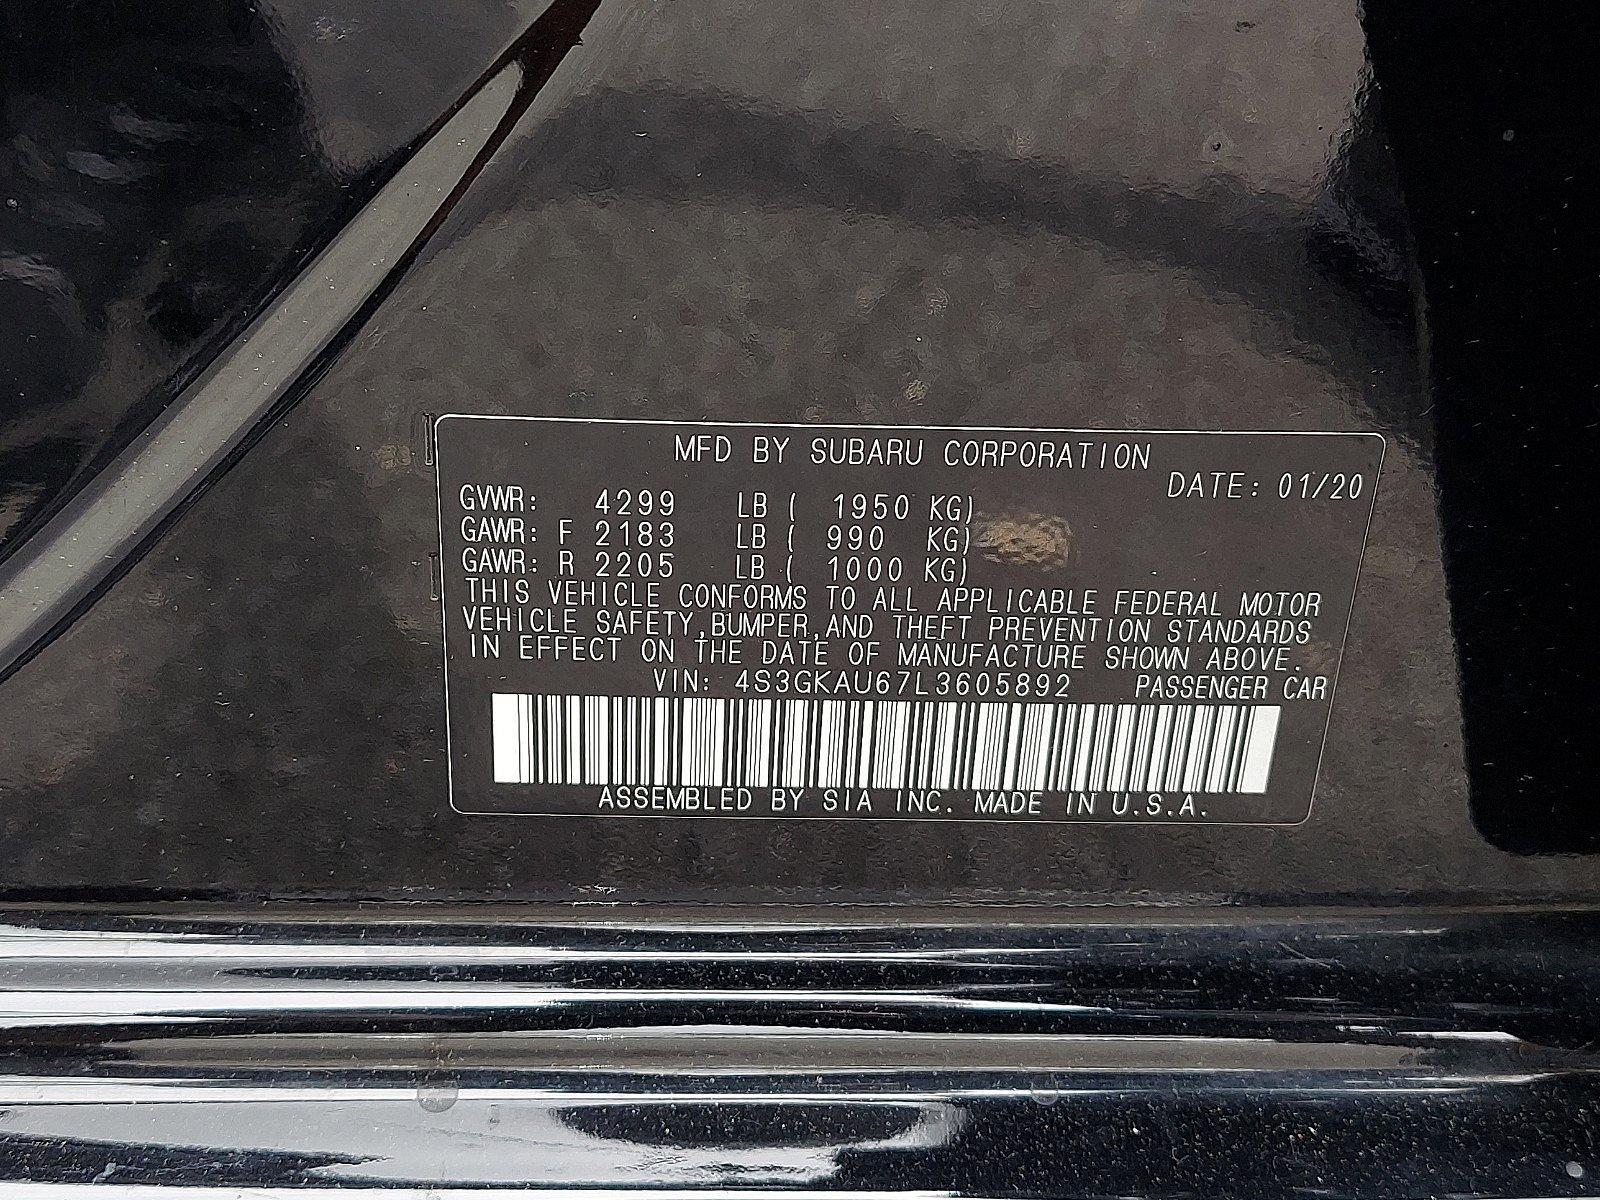 MFD BY SUBARU CORPORATION
DATE: 01/20
GVWR: 4299 LB ( 1950 KG)
GAWR: F 2183 LB ( 990 KG)
GAWR: R 2205 LB ( 1000 KG)
THIS VEHICLE CONFORMS TO ALL APPLICABLE FEDERAL MOTOR
VEHICLE SAFETY,BUMPER,AND THEFT PREVENTION STANDARDS
IN EFFECT ON THE DATE OF MANUFACTURE SHOWN ABOVE.
VIN: 4S3GKAU67L3605892 PASSENGER CAR
ASSEMBLED BY SIA INC. MADE IN U.S.A.